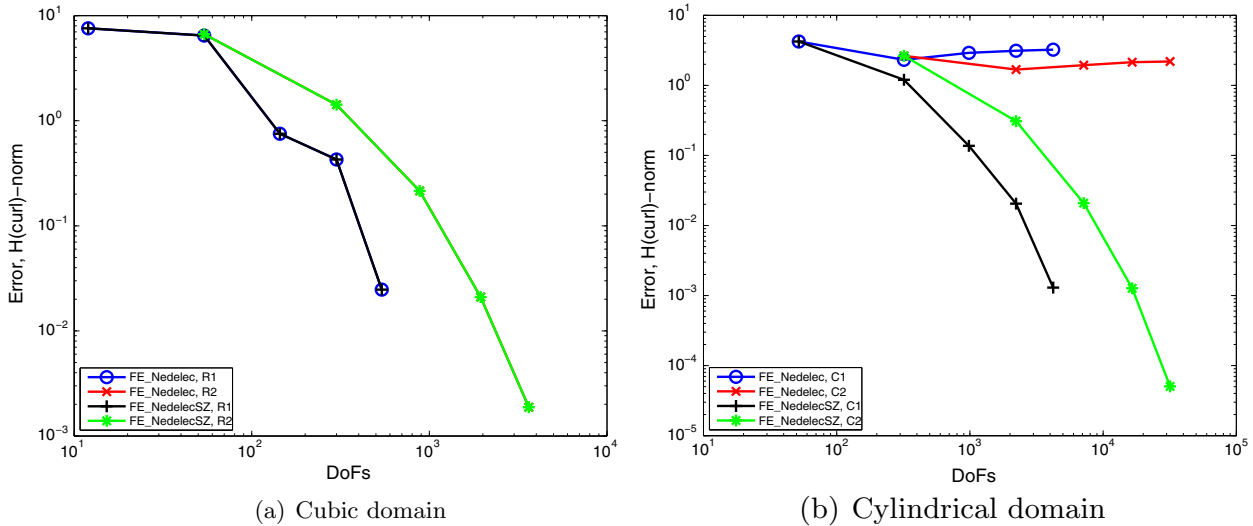 10^1
10^0
10^-1
10^-2
10^-3
Error, H(curl)−norm
FE_Nedelec, R1
FE_Nedelec, R2
FE_NedelecSZ, R1
FE_NedelecSZ, R2
10^1 10^2 10^3 10^4
DoFs
(a) Cubic domain
10^1
10^0
10^-1
10^-2
10^-3
10^-4
10^-5
Error, H(curl)−norm
FE_Nedelec, C1
FE_Nedelec, C2
FE_NedelecSZ, C1
FE_NedelecSZ, C2
10^1 10^2 10^3 10^4 10^5
DoFs
(b) Cylindrical domain